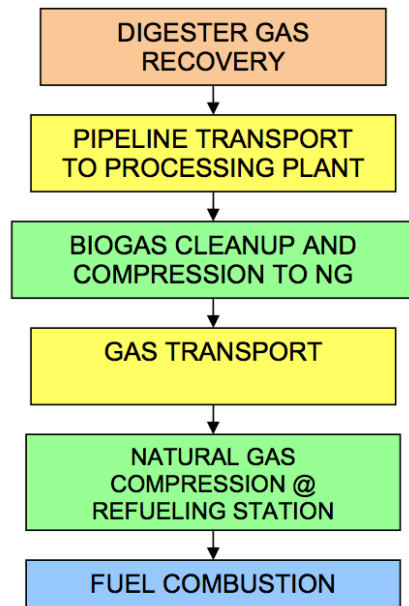 DIGESTER GAS
RECOVERY
PIPELINE TRANSPORT
TO PROCESSING PLANT
BIOGAS CLEANUP AND
COMPRESSION TO NG
GAS TRANSPORT
NATURAL GAS
COMPRESSION @
REFUELING STATION
FUEL COMBUSTION